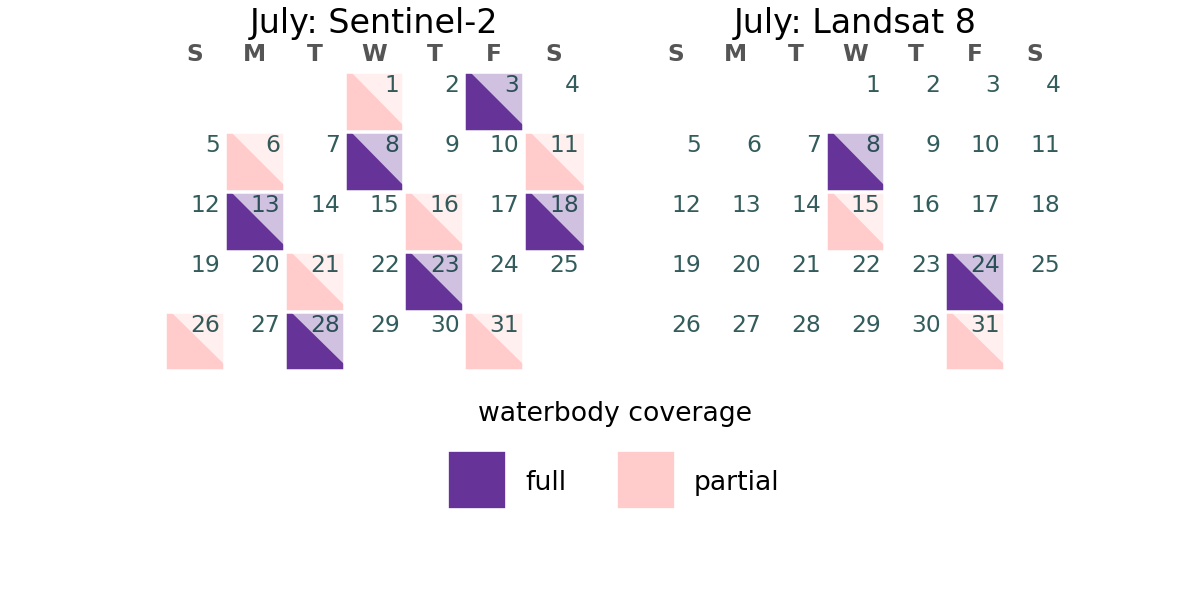 July: Sentinel-2
S M T W T F S
1 2 3 4
5 6 7 8 9 10 11
12 13 14 15 16 17 18
19 20 21 22 23 24 25
26 27 28 29 30 31
July: Landsat 8
S M T W T F S
1 2 3 4
5 6 7 8 9 10 11
12 13 14 15 16 17 18
19 20 21 22 23 24 25
26 27 28 29 30 31
waterbody coverage
full partial